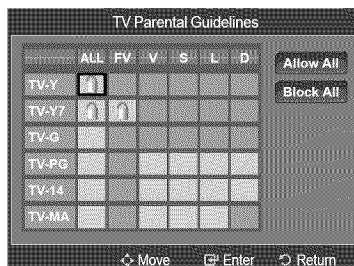 TV Parental Guidelines
ALL FV V S L D
Allow All
TV-Y
Block All
TV-Y7
TV-G
TV-PG
TV-14
TV-MA
Move Enter Return